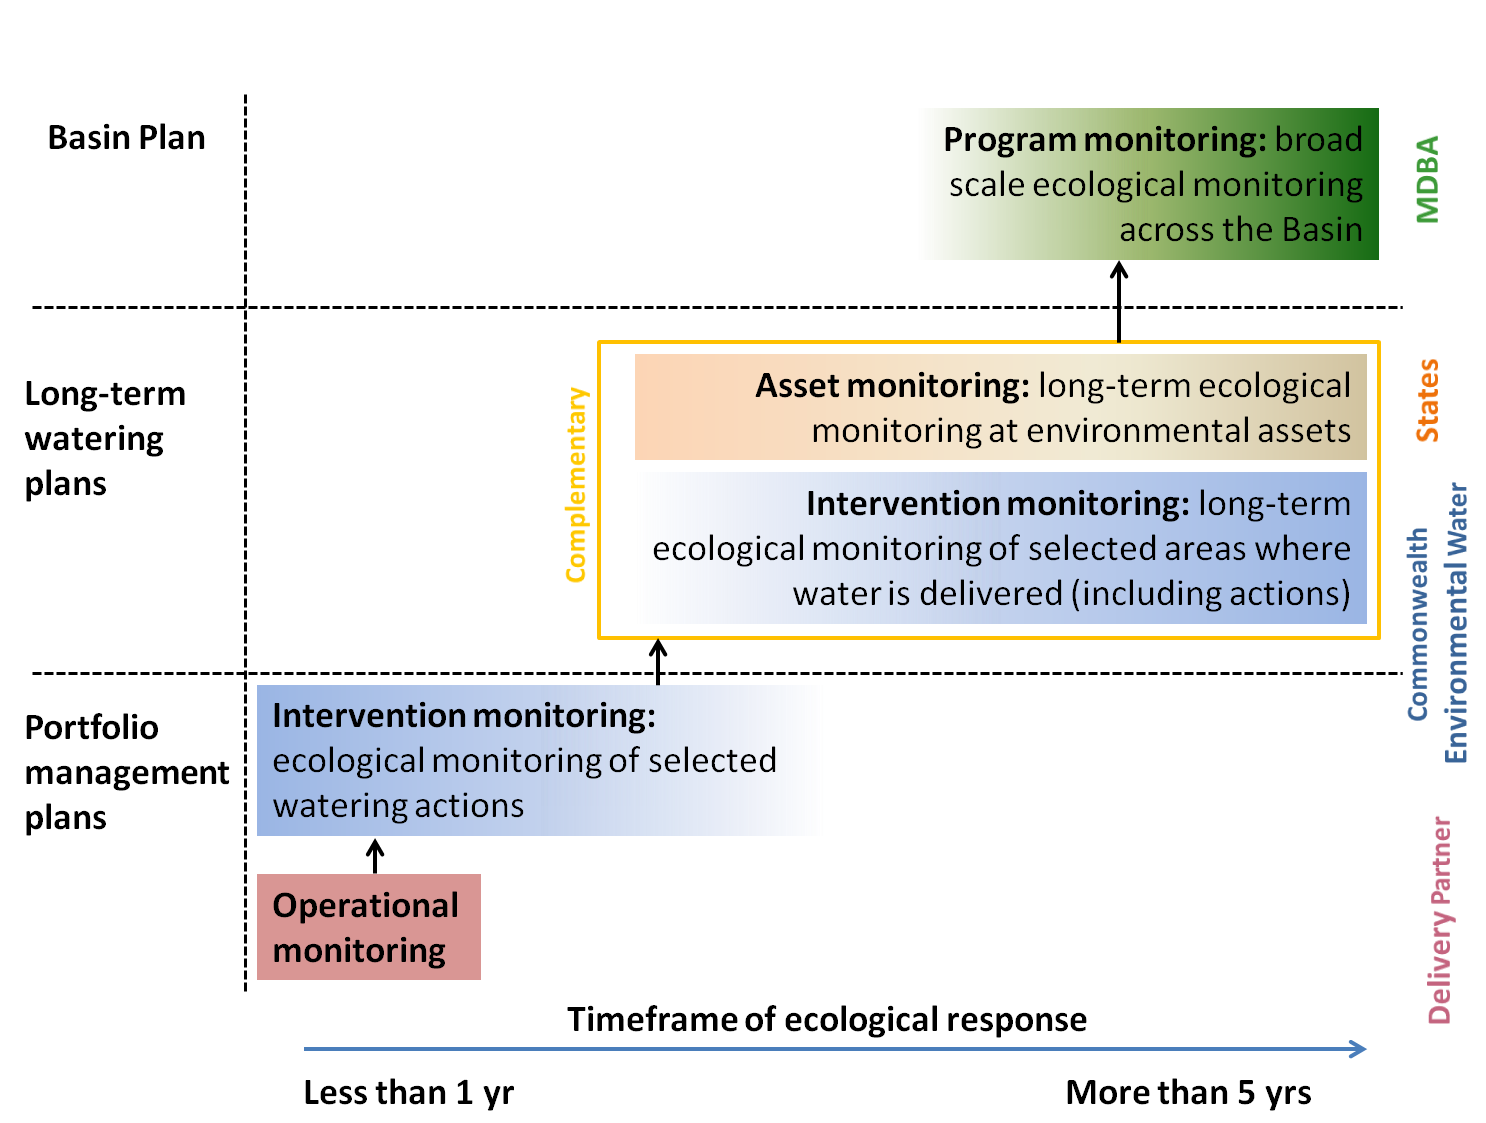 Basin Plan
Program monitoring: broad
scale ecological monitoring
across the Basin
MDBA
Long-term
watering
plans
Complementary
Asset monitoring: long-term ecological
monitoring at environmental assets
States
Intervention monitoring: long-term
ecological monitoring of selected areas where
water is delivered (including actions)
Commonwealth
Environmental Water
Portfolio
management
plans
Intervention monitoring:
ecological monitoring of selected
watering actions
Operational
monitoring
Delivery Partner
Timeframe of ecological response
Less than 1 yr
More than 5 yrs